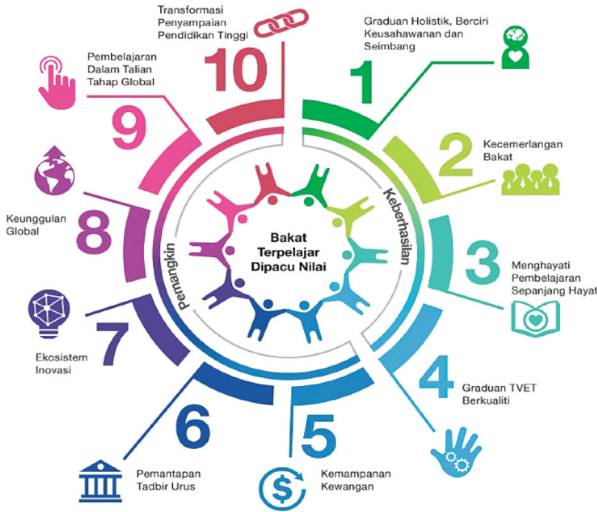 1
Graduan Holistik, Berciri
Keusahawanan dan
Seimbang
2
Kecemerlangan
Bakat
3
Menghayati
Pembelajaran
Sepanjang Hayat
4
Graduan TVET
Berkualiti
5
Kemampanan
Kewangan
6
Pemantapan
Tadbir Urus
7
Ekosistem
Inovasi
8
Keunggulan
Global
9
Pembelajaran
Dalam Talian
Tahap Global
10
Transformasi
Penyampaian
Pendidikan Tinggi
Pemangkin
Keberhasilan
Bakat
Terpelajar
Dipacu Nilai
$